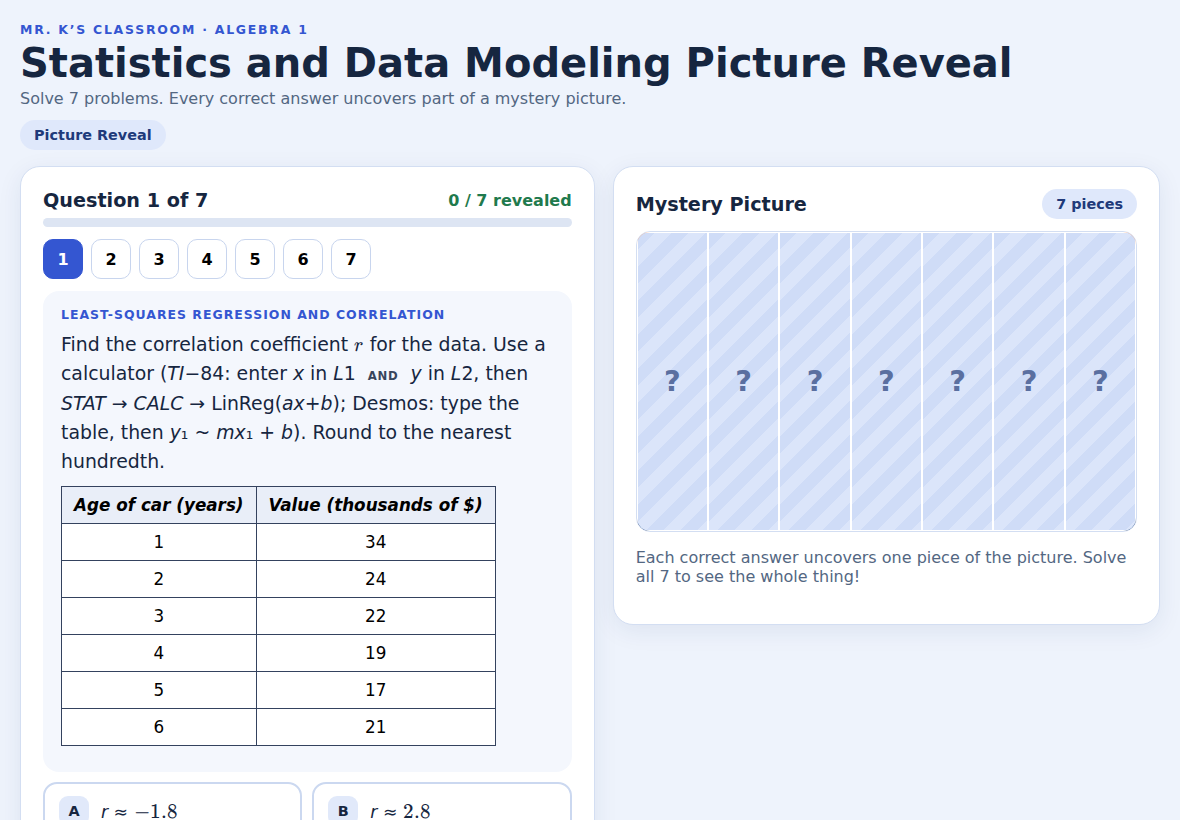 MR. K’S CLASSROOM · ALGEBRA 1
Statistics and Data Modeling Picture Reveal
Solve 7 problems. Every correct answer uncovers part of a mystery picture.
Picture Reveal
Question 1 of 7
0 / 7 revealed
1 2 3 4 5 6 7
LEAST-SQUARES REGRESSION AND CORRELATION
Find the correlation coefficient r for the data. Use a
calculator (TI−84: enter x in L1 AND y in L2, then
STAT → CALC → LinReg(ax+b); Desmos: type the
table, then y₁ ~ mx₁ + b). Round to the nearest
hundredth.
Age of car (years) Value (thousands of $)
1 34
2 24
3 22
4 19
5 17
6 21
A r ≈ −1.8
B r ≈ 2.8
Mystery Picture
7 pieces
? ? ? ? ? ? ?
Each correct answer uncovers one piece of the picture. Solve
all 7 to see the whole thing!